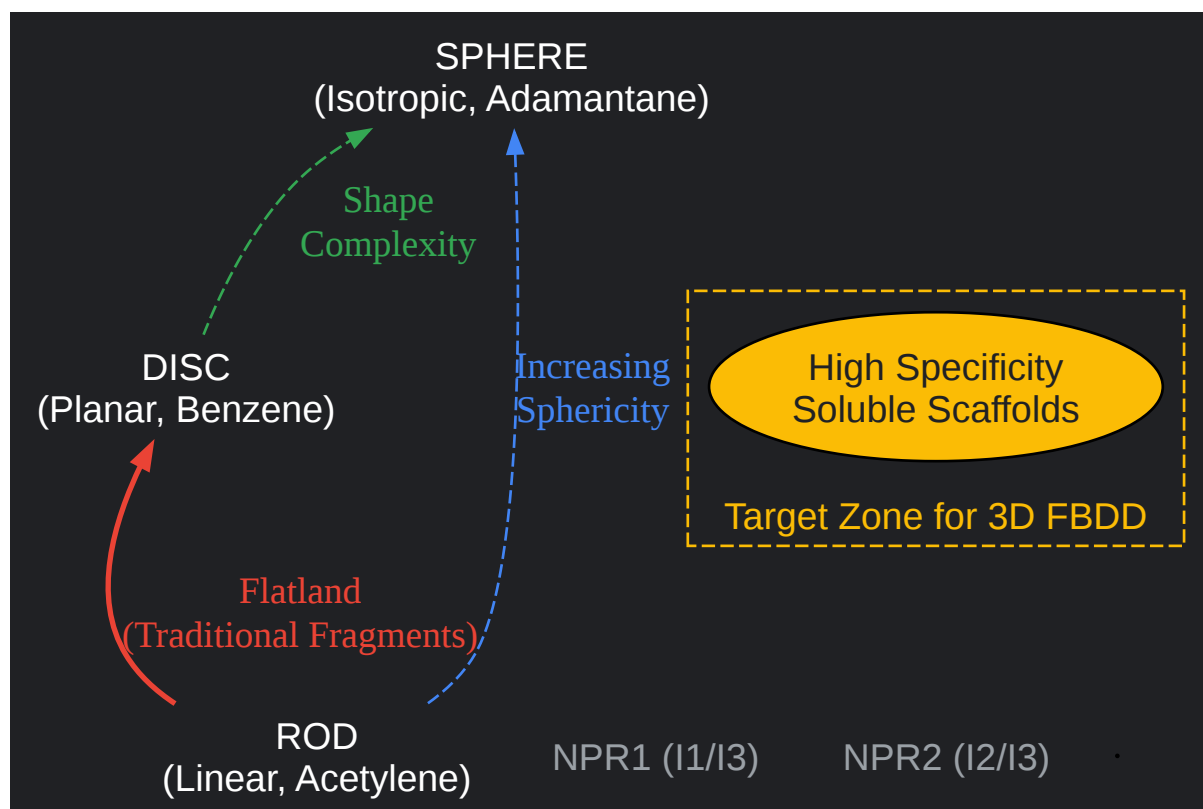 SPHERE
(Isotropic, Adamantane)
Shape
Complexity
DISC
(Planar, Benzene)
Increasing
Sphericity
High Specificity
Soluble Scaffolds
Target Zone for 3D FBDD
Flatland
(Traditional Fragments)
ROD
(Linear, Acetylene)
NPR1 (I1/I3)
NPR2 (I2/I3)